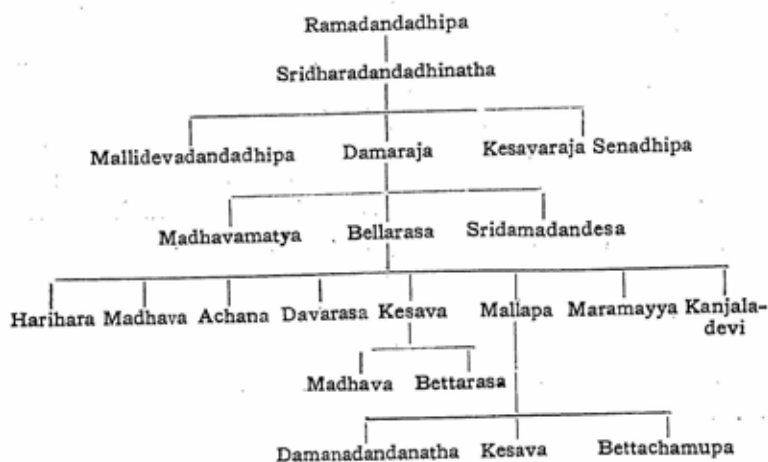 Ramadandadhipa
Sridharadandadhinatha
Mallidevadandadhipa Damaraja Kesavaraja Senadhipa
Madhavamatya Bellarasa Sridamadandesa
Harihara Madhava Achana Davarasa Kesava Mallapa Maramayya Kanjala-
devi
Madhava Bettarasa
Damanadandanatha Kesava Bettachamupa